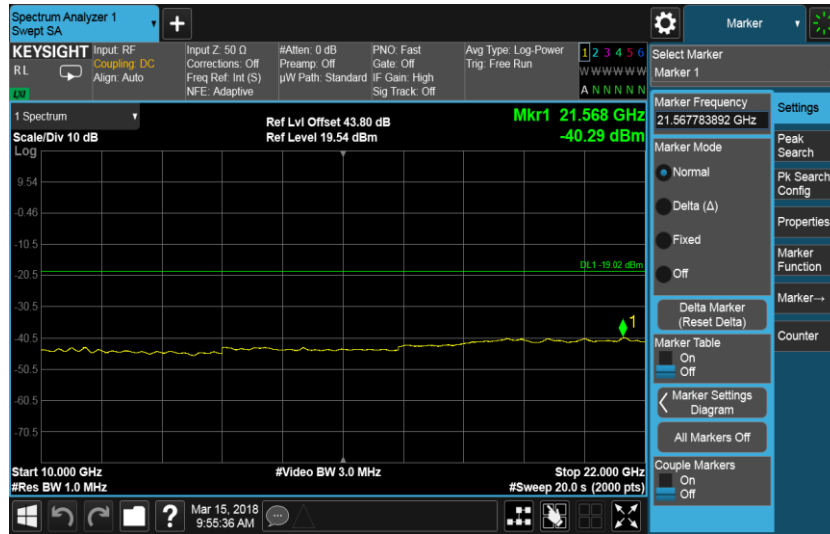 Spectrum Analyzer 1
Swept SA
+
Marker
KEYSIGHT
RL
LXI
Input: RF
Coupling: DC
Align: Auto
Input Z: 50 Ω
Corrections: Off
Freq Ref: Int (S)
NFE: Adaptive
#Atten: 0 dB
Preamp: Off
µW Path: Standard
PNO: Fast
Gate: Off
IF Gain: High
Sig Track: Off
Avg Type: Log-Power
Trig: Free Run
1 2 3 4 5 6
W W W W W W
A N N N N N
Select Marker
Marker 1
1 Spectrum
Scale/Div 10 dB
Log
Ref Lvl Offset 43.80 dB
Ref Level 19.54 dBm
Mkr1 21.568 GHz
-40.29 dBm
9.54
-0.46
-10.5
-20.5
-30.5
-40.5
-50.5
-60.5
-70.5
DL1 -19.02 dBm
1
Start 10.000 GHz
#Res BW 1.0 MHz
#Video BW 3.0 MHz
Stop 22.000 GHz
#Sweep 20.0 s (2000 pts)
Marker Frequency
21.567783892 GHz
Marker Mode
Normal
Delta (Δ)
Fixed
Off
Delta Marker
(Reset Delta)
Marker Table
On
Off
Marker Settings
Diagram
All Markers Off
Couple Markers
On
Off
Settings
Peak
Search
Pk Search
Config
Properties
Marker
Function
Marker→
Counter
?
Mar 15, 2018
9:55:36 AM